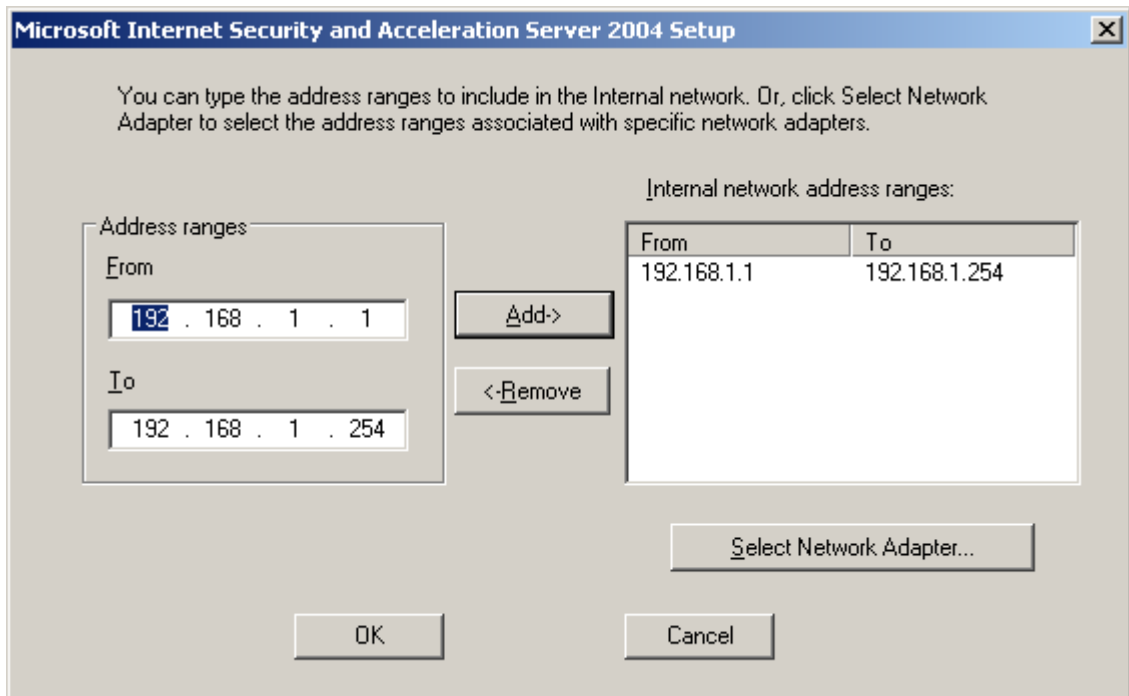 Microsoft Internet Security and Acceleration Server 2004 Setup
You can type the address ranges to include in the Internal network. Or, click Select Network
Adapter to select the address ranges associated with specific network adapters.
Internal network address ranges:
Address ranges
From
192 . 168 . 1 . 1
To
192 . 168 . 1 . 254
Add->
<-Remove
From To
192.168.1.1 192.168.1.254
Select Network Adapter...
OK
Cancel